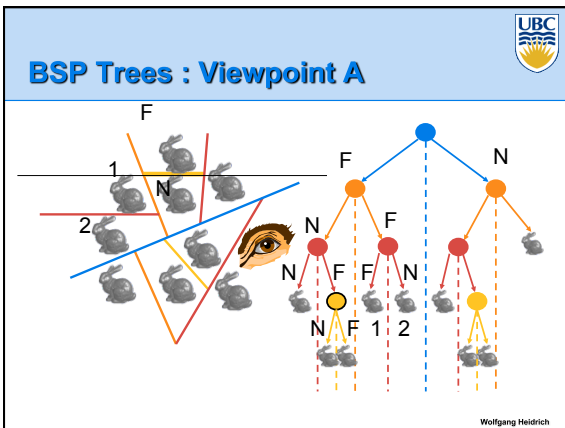 UBC
BSP Trees : Viewpoint A
F
1
N
2
F
N
N
F
N F F N
N F 1 2
Wolfgang Heidrich